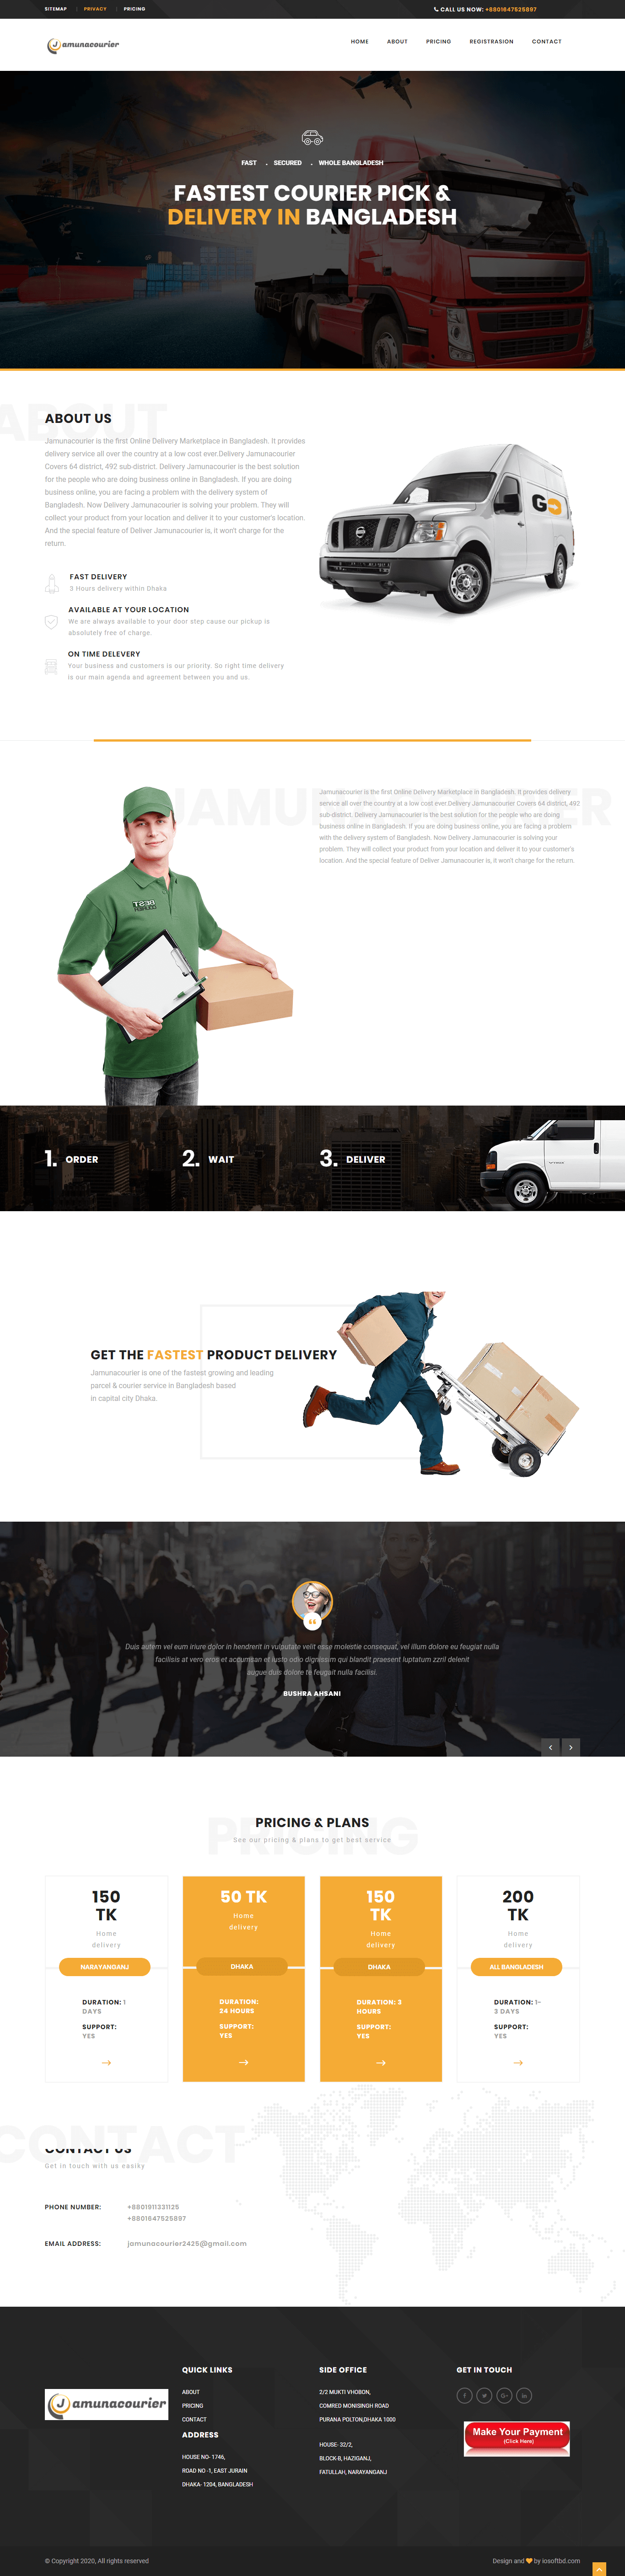 SITEMAP PRIVACY PRICING
CALL US NOW: +8801647525897
Jamunacourier
HOME ABOUT PRICING REGISTRASION CONTACT
FAST . SECURED . WHOLE BANGLADESH
FASTEST COURIER PICK &
DELIVERY IN BANGLADESH
ABOUT
ABOUT US
Jamunacourier is the first Online Delivery Marketplace in Bangladesh. It provides
delivery service all over the country at a low cost ever.Delivery Jamunacourier
Covers 64 district, 492 sub-district. Delivery Jamunacourier is the best solution
for the people who are doing business online in Bangladesh. If you are doing
business online, you are facing a problem with the delivery system of
Bangladesh. Now Delivery Jamunacourier is solving your problem. They will
collect your product from your location and deliver it to your customer's location.
And the special feature of Deliver Jamunacourier is, it won't charge for the
return.
GO
FAST DELIVERY
3 Hours delivery within Dhaka
AVAILABLE AT YOUR LOCATION
We are always available to your door step cause our pickup is
absolutely free of charge.
ON TIME DELEVERY
Your business and customers is our priority. So right time delivery
is our main agenda and agreement between you and us.
Jamunacourier is the first Online Delivery Marketplace in Bangladesh. It provides delivery
service all over the country at a low cost ever.Delivery Jamunacourier Covers 64 district, 492
sub-district. Delivery Jamunacourier is the best solution for the people who are doing
business online in Bangladesh. If you are doing business online, you are facing a problem
with the delivery system of Bangladesh. Now Delivery Jamunacourier is solving your
problem. They will collect your product from your location and deliver it to your customer's
location. And the special feature of Deliver Jamunacourier is, it won't charge for the return.
BEST
1. ORDER
2. WAIT
3. DELIVER
GET THE FASTEST PRODUCT DELIVERY
Jamunacourier is one of the fastest growing and leading
parcel & courier service in Bangladesh based
in capital city Dhaka.
Duis autem vel eum iriure dolor in hendrerit in vulputate velit esse molestie consequat, vel illum dolore eu feugiat nulla
facilisis at vero eros et accumsan et iusto odio dignissim qui blandit praesent luptatum zzril delenit
augue duis dolore te feugait nulla facilisi.
BUSHRA AHSANI
PRICING
PRICING & PLANS
See our pricing & plans to get best service
150
TK
Home
delivery
NARAYANGANJ
DURATION: 1
DAYS
SUPPORT:
YES
50 TK
Home
delivery
DHAKA
DURATION:
24 HOURS
SUPPORT:
YES
150
TK
Home
delivery
DHAKA
DURATION: 3
HOURS
SUPPORT:
YES
200
TK
Home
delivery
ALL BANGLADESH
DURATION: 1-
3 DAYS
SUPPORT:
YES
CONTACT
CONTACT US
Get in touch with us easiky
PHONE NUMBER: +8801911331125
+8801647525897
EMAIL ADDRESS: jamunacourier2425@gmail.com
Jamunacourier
QUICK LINKS
ABOUT
PRICING
CONTACT
ADDRESS
HOUSE NO- 1746,
ROAD NO -1, EAST JURAIN
DHAKA- 1204, BANGLADESH
SIDE OFFICE
2/2 MUKTI VHOBON,
COMRED MONISINGH ROAD
PURANA POLTON,DHAKA 1000
HOUSE- 32/2,
BLOCK-B, HAZIGANJ,
FATULLAH, NARAYANGANJ
GET IN TOUCH
Make Your Payment
(Click Here)
© Copyright 2020, All rights reserved
Design and by iosoftbd.com